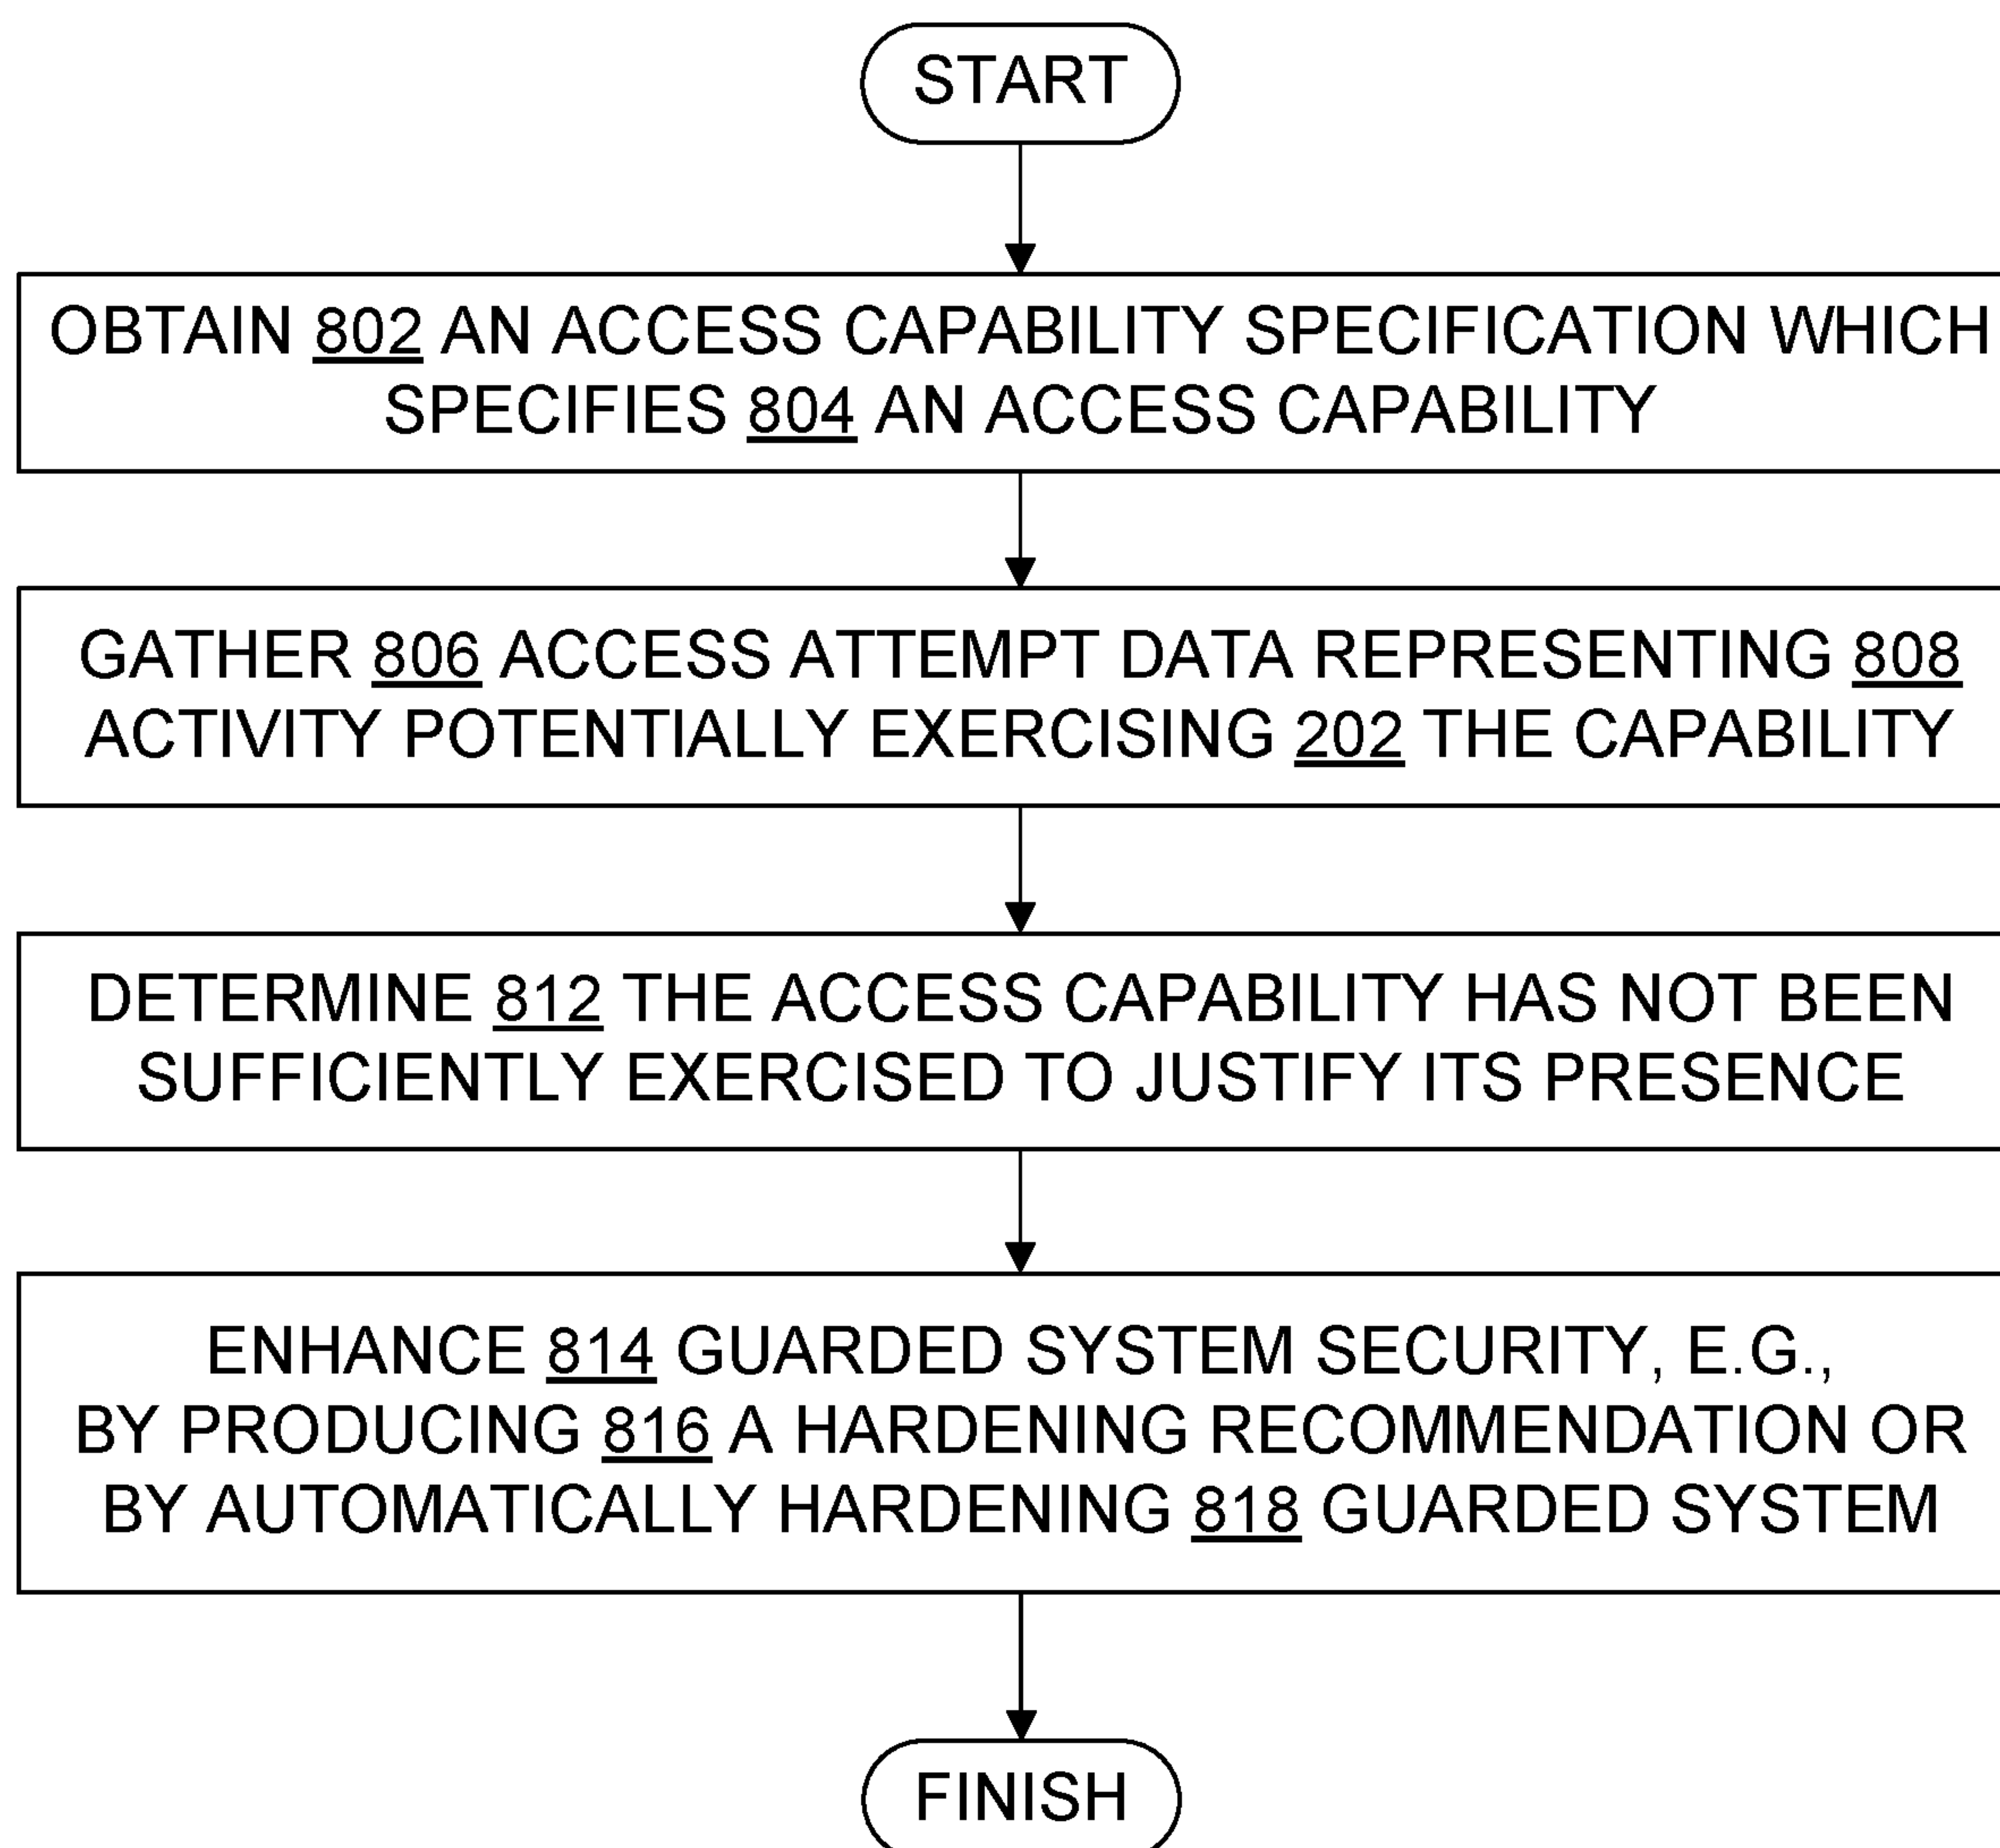 START
OBTAIN 802 AN ACCESS CAPABILITY SPECIFICATION WHICH
SPECIFIES 804 AN ACCESS CAPABILITY
GATHER 806 ACCESS ATTEMPT DATA REPRESENTING 808
ACTIVITY POTENTIALLY EXERCISING 202 THE CAPABILITY
DETERMINE 812 THE ACCESS CAPABILITY HAS NOT BEEN
SUFFICIENTLY EXERCISED TO JUSTIFY ITS PRESENCE
ENHANCE 814 GUARDED SYSTEM SECURITY, E.G.,
BY PRODUCING 816 A HARDENING RECOMMENDATION OR
BY AUTOMATICALLY HARDENING 818 GUARDED SYSTEM
FINISH